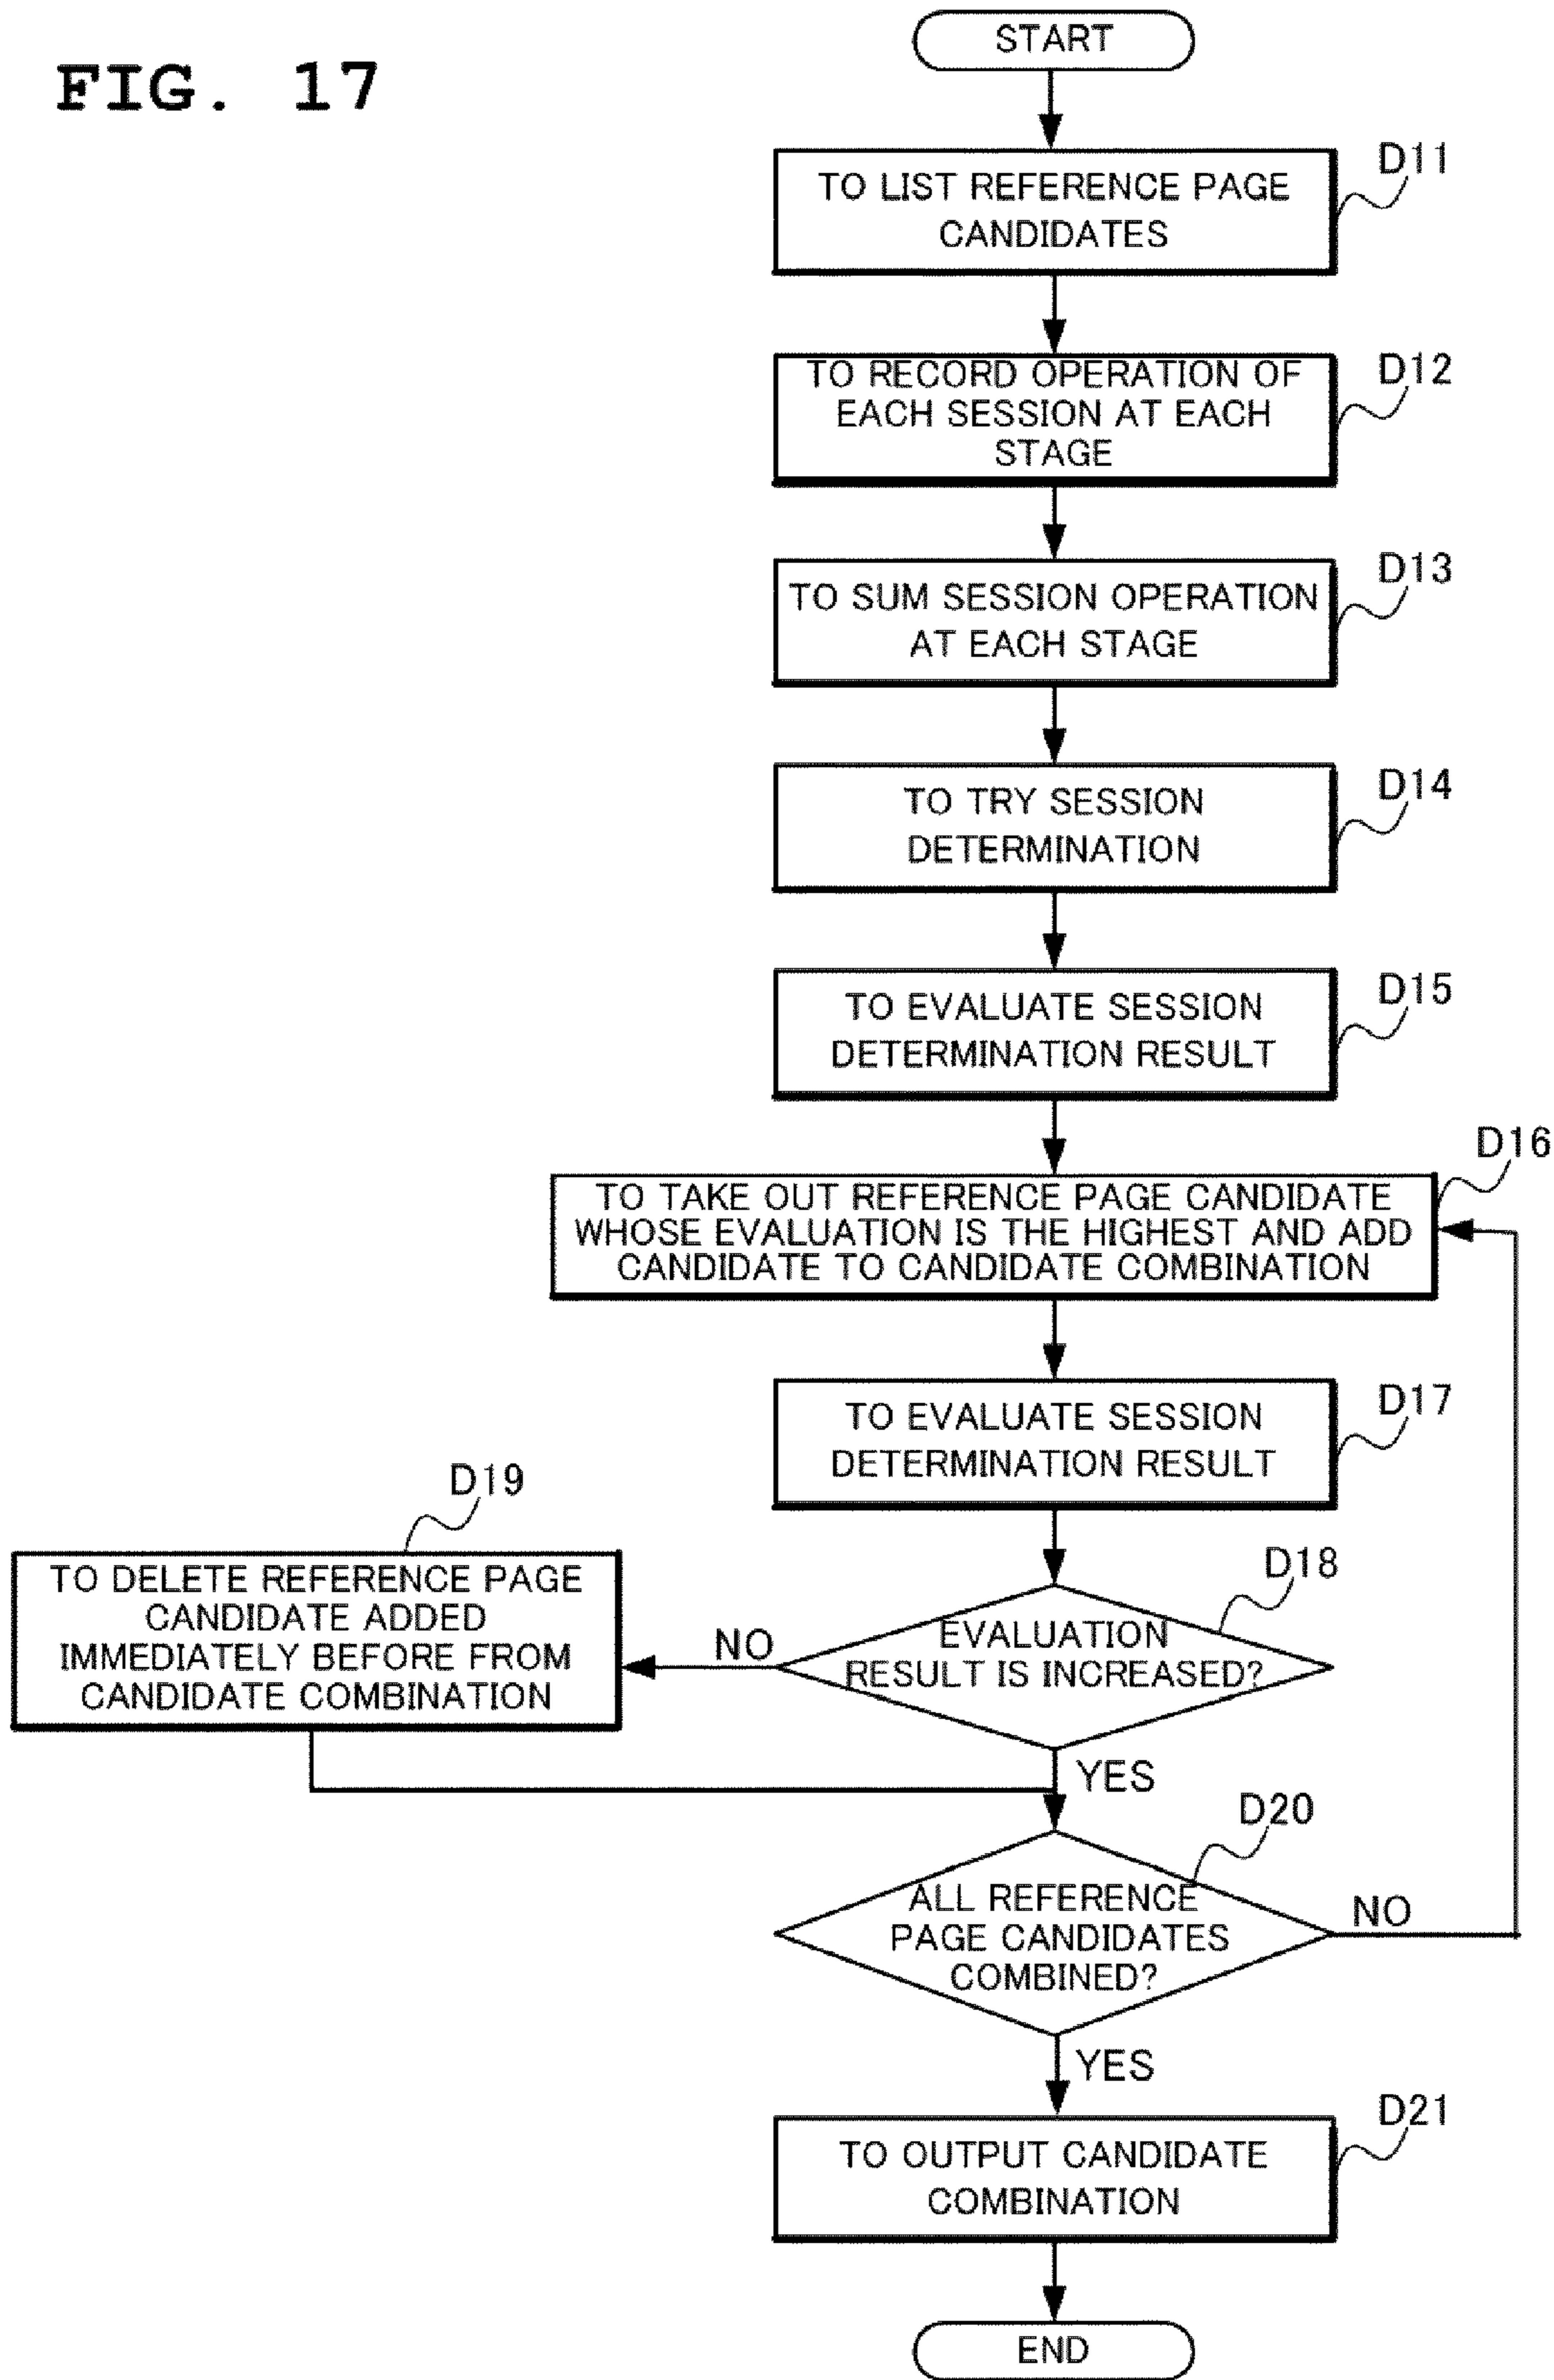 FIG. 17
START
D11
TO LIST REFERENCE PAGE
CANDIDATES
D12
TO RECORD OPERATION OF
EACH SESSION AT EACH
STAGE
D13
TO SUM SESSION OPERATION
AT EACH STAGE
D14
TO TRY SESSION
DETERMINATION
D15
TO EVALUATE SESSION
DETERMINATION RESULT
D16
TO TAKE OUT REFERENCE PAGE CANDIDATE
WHOSE EVALUATION IS THE HIGHEST AND ADD
CANDIDATE TO CANDIDATE COMBINATION
D17
TO EVALUATE SESSION
DETERMINATION RESULT
D18
EVALUATION
RESULT IS INCREASED?
NO
D19
TO DELETE REFERENCE PAGE
CANDIDATE ADDED
IMMEDIATELY BEFORE FROM
CANDIDATE COMBINATION
YES
D20
ALL REFERENCE
PAGE CANDIDATES
COMBINED?
NO
YES
D21
TO OUTPUT CANDIDATE
COMBINATION
END